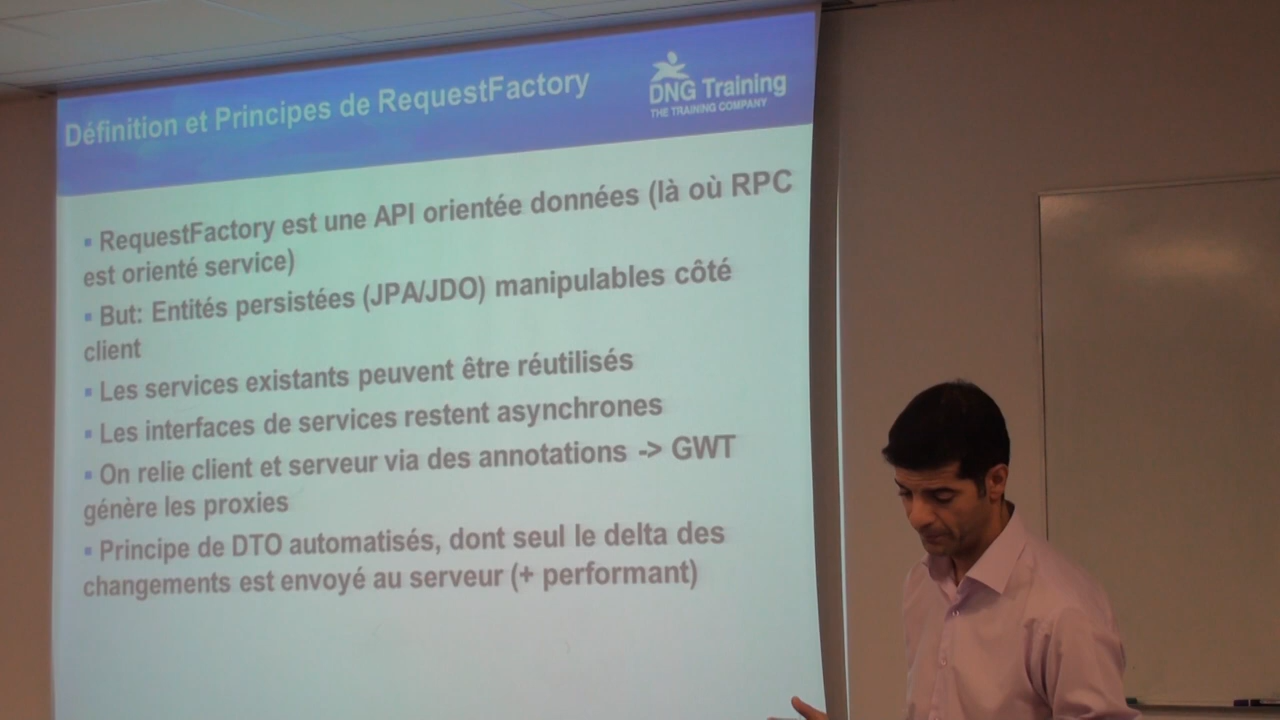 Définition et Principes de RequestFactory
DNG Training
THE TRAINING COMPANY
▪ RequestFactory est une API orientée données (là où RPC
est orienté service)
▪ But: Entités persistées (JPA/JDO) manipulables côté
client
▪ Les services existants peuvent être réutilisés
▪ Les interfaces de services restent asynchrones
▪ On relie client et serveur via des annotations -> GWT
génère les proxies
▪ Principe de DTO automatisés, dont seul le delta des
changements est envoyé au serveur (+ performant)